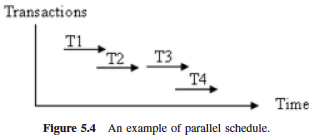 Transactions
T1
T2 T3
T4
Time
Figure 5.4 An example of parallel schedule.